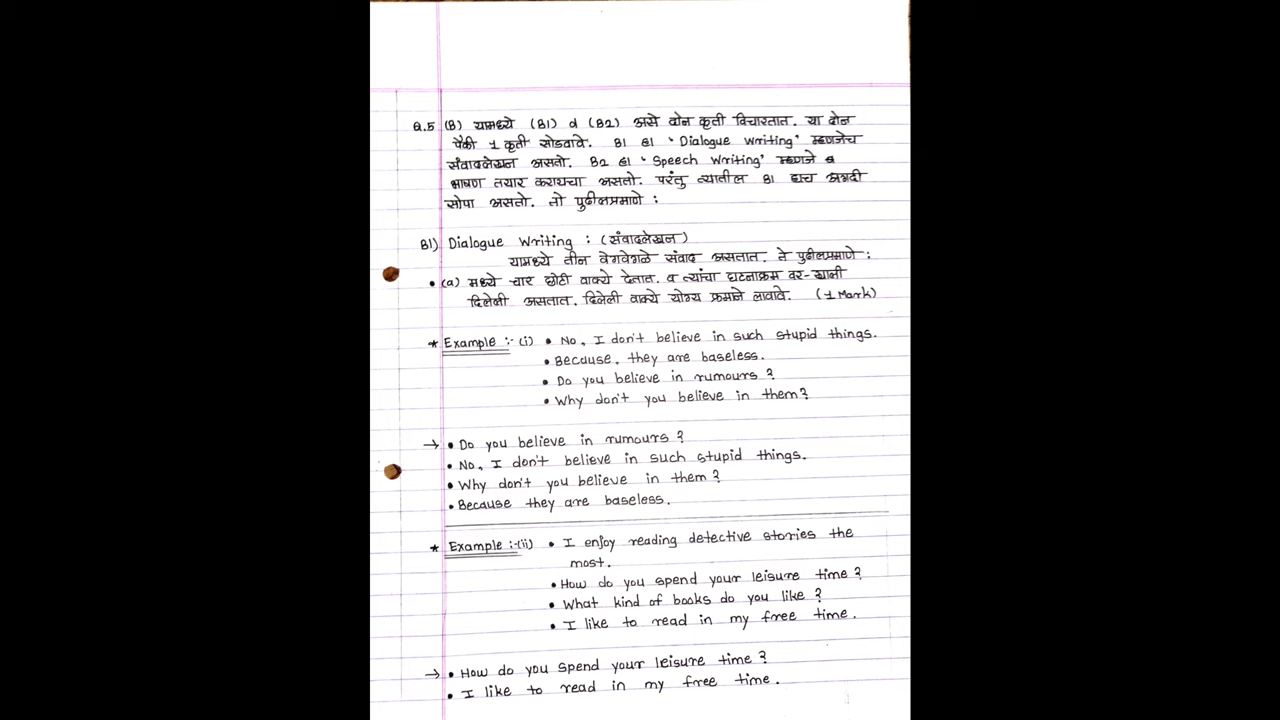 Q.5 (B) यामध्ये (B1) व (B2) असे दोन कृती विचारतात. या दोन
पैकी 1 कृती सोडवावे. B1 हा 'Dialogue Writing' म्हणजेच
संवादलेखन असतो. B2 हा 'Speech Writing' म्हणजे
भाषण तयार करायचा असतो. परंतु त्यातील B1 हाच अगदी
सोपा असतो. तो पुढीलप्रमाणे :
B1) Dialogue Writing : (संवादलेखन)
यामध्ये तीन वेगवेगळे संवाद असतात. ते पुढीलप्रमाणे :
• (a) मध्ये चार छोटी वाक्ये देतात. व त्यांचा घटनाक्रम वर-खाली
दिलेली असतात. दिलेली वाक्ये योग्य क्रमाने लावावे. (1 Mark)
* Example :- (i) • No, I don't believe in such stupid things.
• Because, they are baseless.
• Do you believe in rumours ?
• Why don't you believe in them?
→ • Do you believe in rumours ?
• No, I don't believe in such stupid things.
• Why don't you believe in them ?
• Because they are baseless.
* Example :-(ii) • I enjoy reading detective stories the
most.
• How do you spend your leisure time ?
• What kind of books do you like ?
• I like to read in my free time.
→ • How do you spend your leisure time ?
• I like to read in my free time.